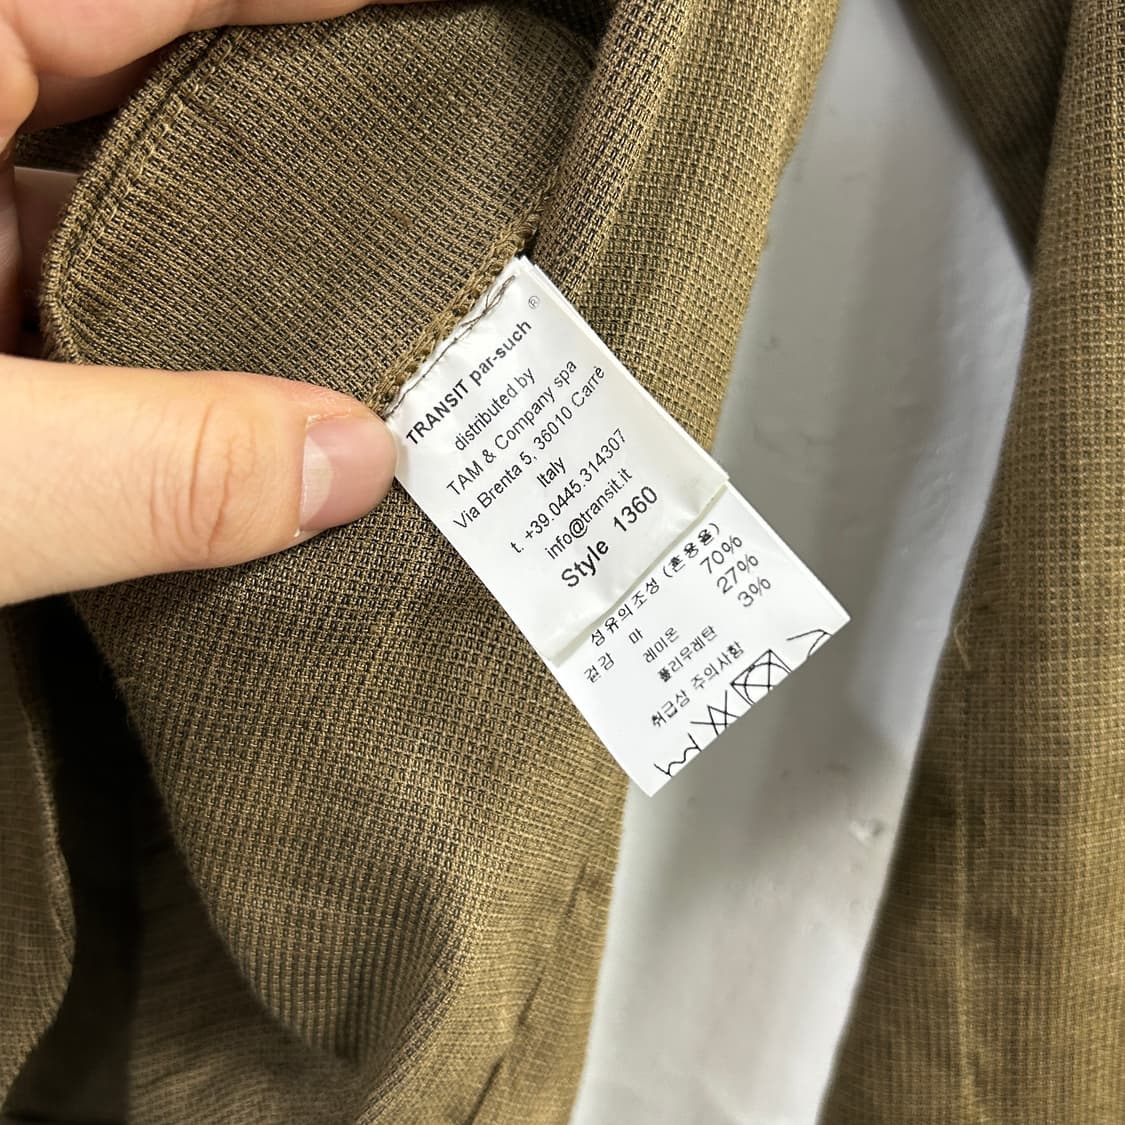 ®
TRANSIT par-such
distributed by
TAM & Company spa
Via Brenta 5, 36010 Carrè
Italy
t. +39.0445.314307
info@transit.it
Style 1360
섬유의 조성 (혼용율)
겉감 마 70%
레이온 27%
폴리우레탄 3%
취급상 주의사항